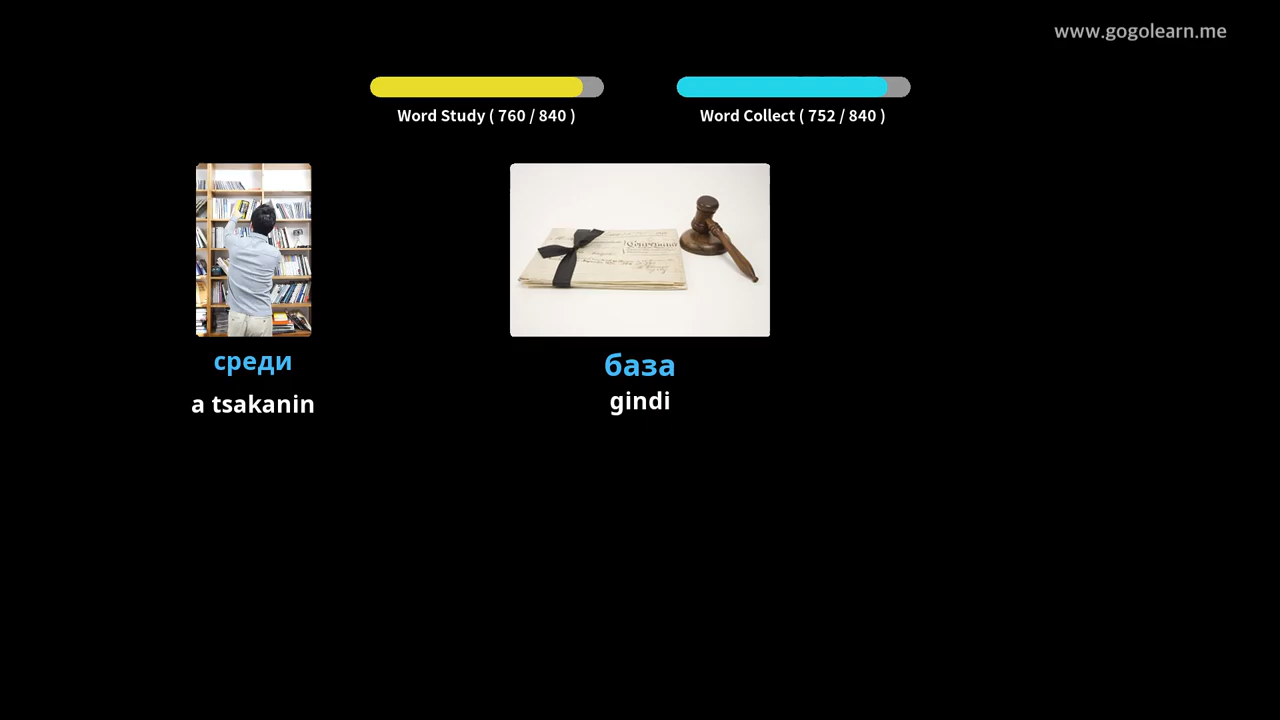 www.gogolearn.me
Word Study ( 760 / 840 )
Word Collect ( 752 / 840 )
среди
a tsakanin
база
gindi